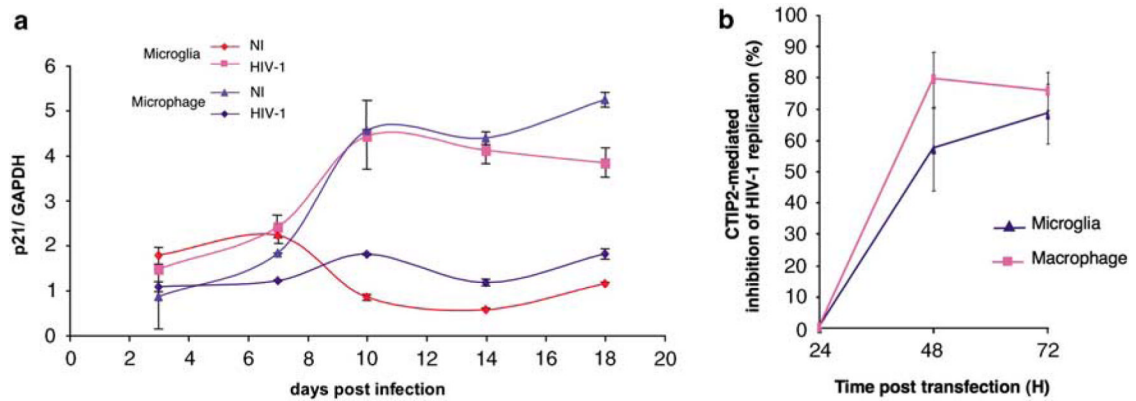 a
Microglia
NI
HIV-1
Microphage
NI
HIV-1
p21/ GAPDH
6
5
4
3
2
1
0
0 2 4 6 8 10 12 14 16 18 20
days post infection
b
CTIP2-mediated
inhibition of HIV-1 replication (%)
100
90
80
70
60
50
40
30
20
10
0
24 48 72
Microglia
Macrophage
Time post transfection (H)